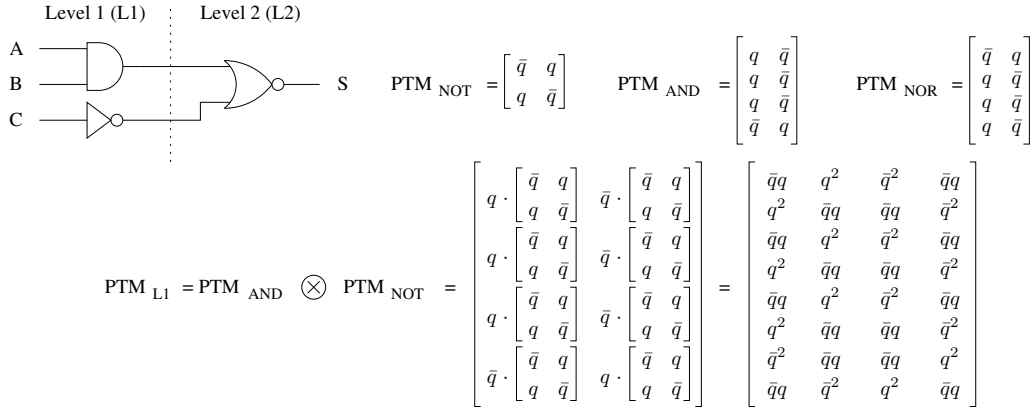 Level 1 (L1) Level 2 (L2)
A
B
C
S
PTM NOT = [ q̄ q ; q q̄ ]
PTM AND = [ q q̄ ; q q̄ ; q q̄ ; q̄ q ]
PTM NOR = [ q̄ q ; q q̄ ; q q̄ ; q q̄ ]
PTM L1 = PTM AND ⊗ PTM NOT =
q · [ q̄ q ; q q̄ ] q̄ · [ q̄ q ; q q̄ ]
q · [ q̄ q ; q q̄ ] q̄ · [ q̄ q ; q q̄ ]
q · [ q̄ q ; q q̄ ] q̄ · [ q̄ q ; q q̄ ]
q̄ · [ q̄ q ; q q̄ ] q · [ q̄ q ; q q̄ ]
=
q̄q q² q̄² q̄q
q² q̄q q̄q q̄²
q̄q q² q̄² q̄q
q² q̄q q̄q q̄²
q̄q q² q̄² q̄q
q² q̄q q̄q q̄²
q̄² q̄q q̄q q²
q̄q q̄² q² q̄q